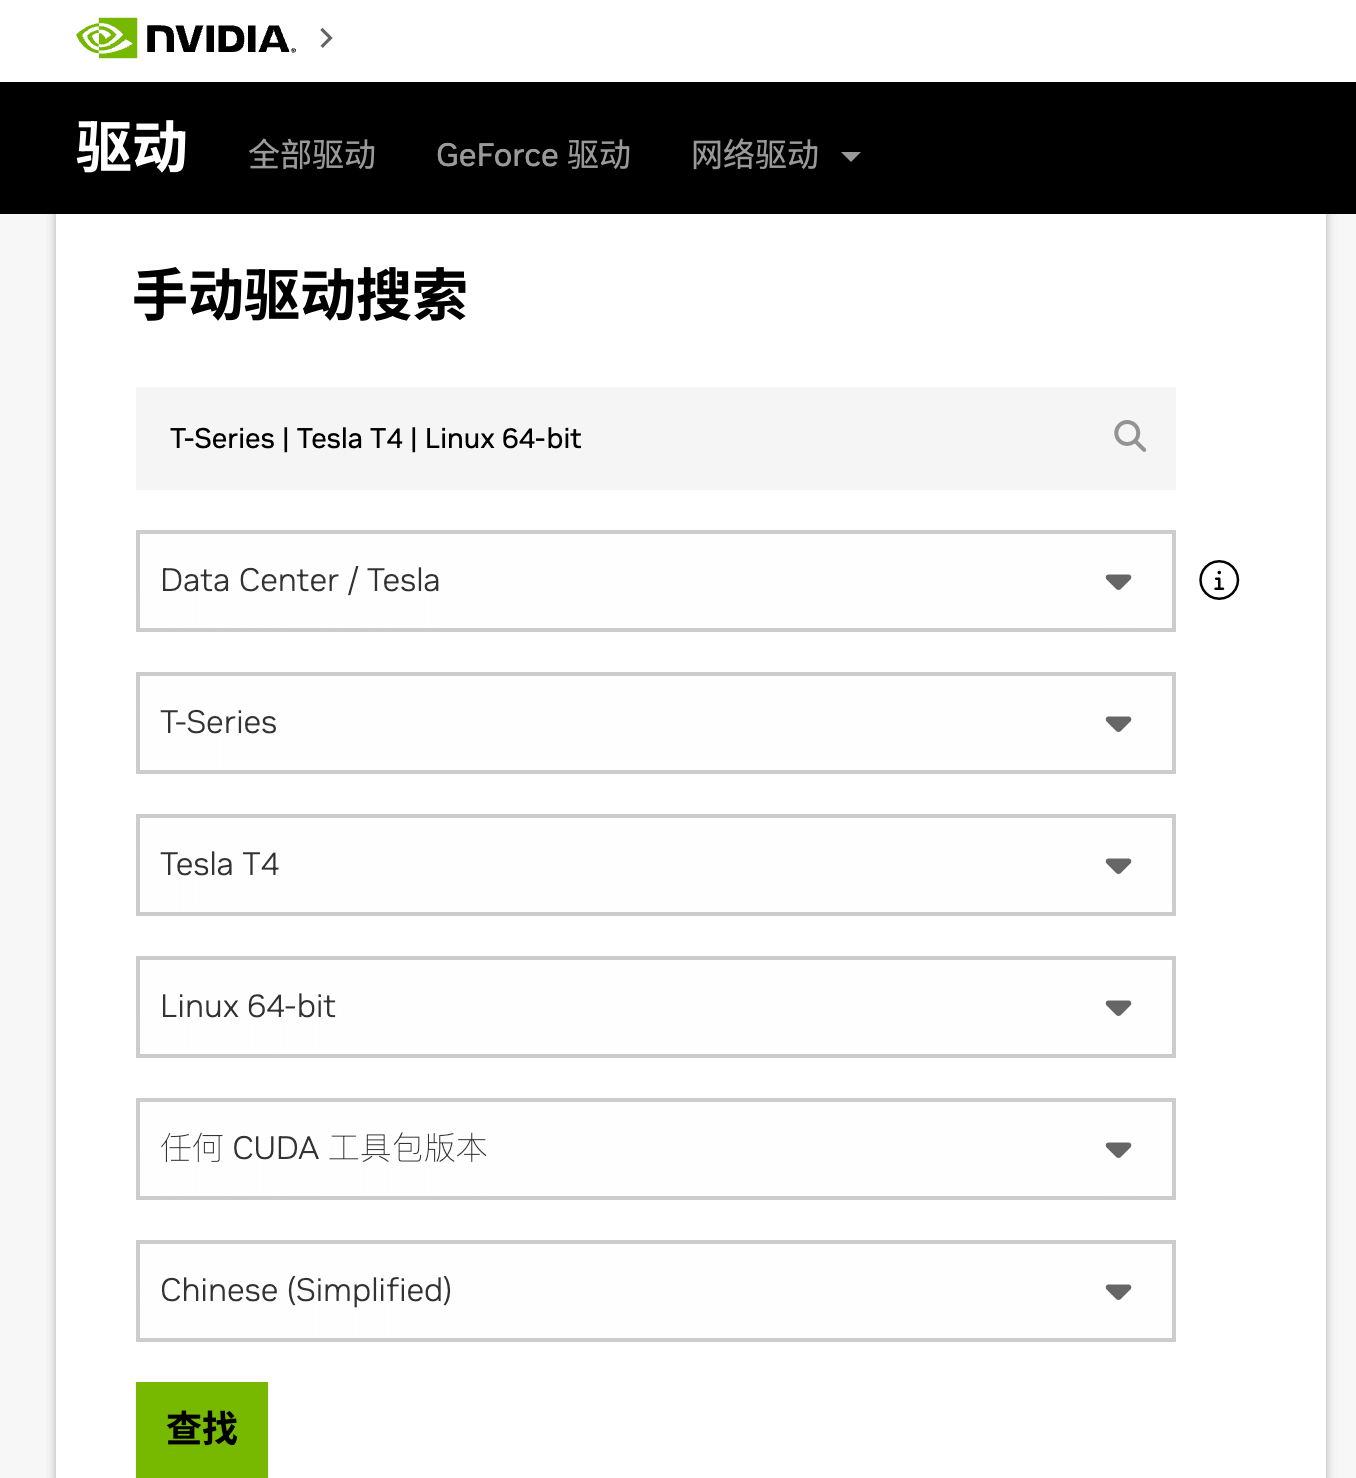 NVIDIA.
驱动 全部驱动 GeForce 驱动 网络驱动
手动驱动搜索
T-Series | Tesla T4 | Linux 64-bit
Data Center / Tesla
T-Series
Tesla T4
Linux 64-bit
任何 CUDA 工具包版本
Chinese (Simplified)
查找